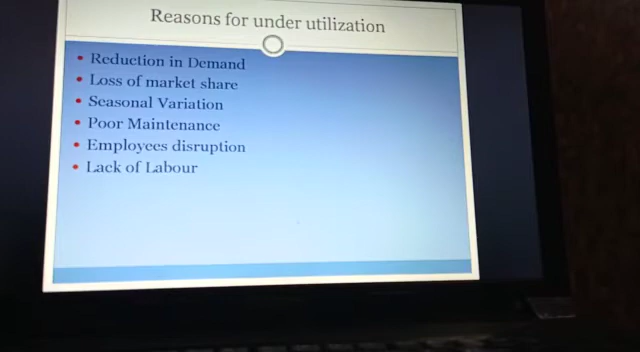 Reasons for under utilization
• Reduction in Demand
• Loss of market share
• Seasonal Variation
• Poor Maintenance
• Employees disruption
• Lack of Labour